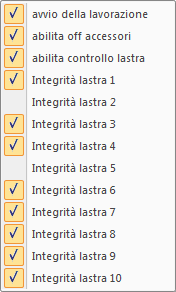 avvio della lavorazione
abilita off accessori
abilita controllo lastra
Integrità lastra 1
Integrità lastra 2
Integrità lastra 3
Integrità lastra 4
Integrità lastra 5
Integrità lastra 6
Integrità lastra 7
Integrità lastra 8
Integrità lastra 9
Integrità lastra 10